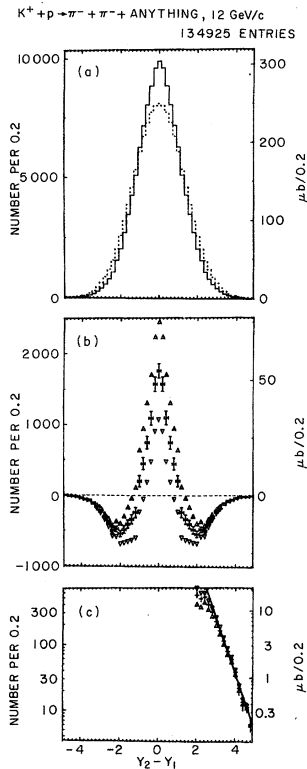 K⁺+p→π⁻+π⁻+ANYTHING, 12 GeV/c
134925 ENTRIES
(a)
10000
5000
0
NUMBER PER 0.2
300
200
100
0
μb/0.2
(b)
2000
1000
0
-1000
NUMBER PER 0.2
50
0
μb/0.2
(c)
300
100
30
10
NUMBER PER 0.2
10
3
1
0.3
μb/0.2
-4 -2 0 2 4
Y₂-Y₁